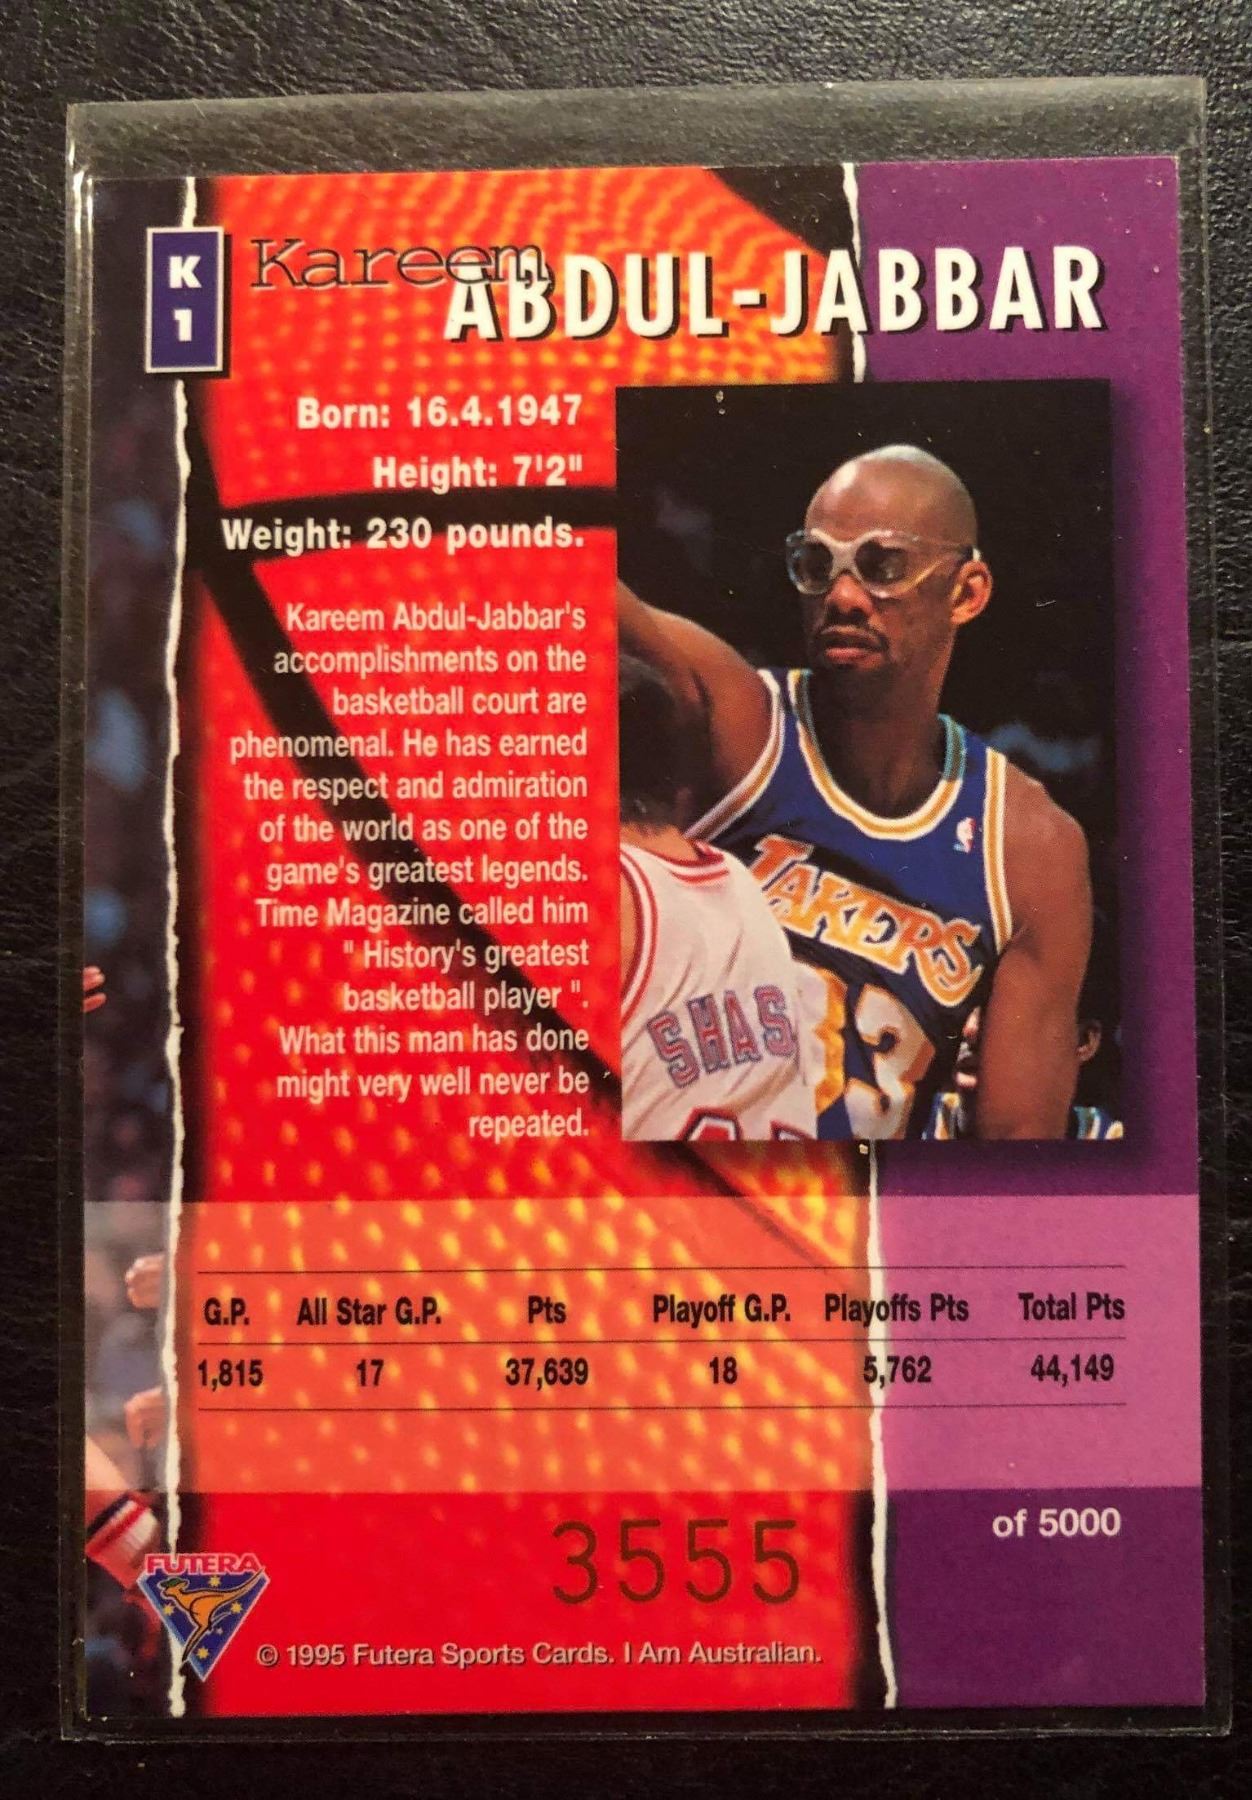 K
1
Kareem
ABDUL-JABBAR
Born: 16.4.1947
Height: 7'2"
Weight: 230 pounds.
Kareem Abdul-Jabbar's
accomplishments on the
basketball court are
phenomenal. He has earned
the respect and admiration
of the world as one of the
game's greatest legends.
Time Magazine called him
" History's greatest
basketball player ".
What this man has done
might very well never be
repeated.
LAKERS
33
SHAS
G.P. All Star G.P. Pts Playoff G.P. Playoffs Pts Total Pts
1,815 17 37,639 18 5,762 44,149
of 5000
3555
FUTERA
© 1995 Futera Sports Cards. I Am Australian.